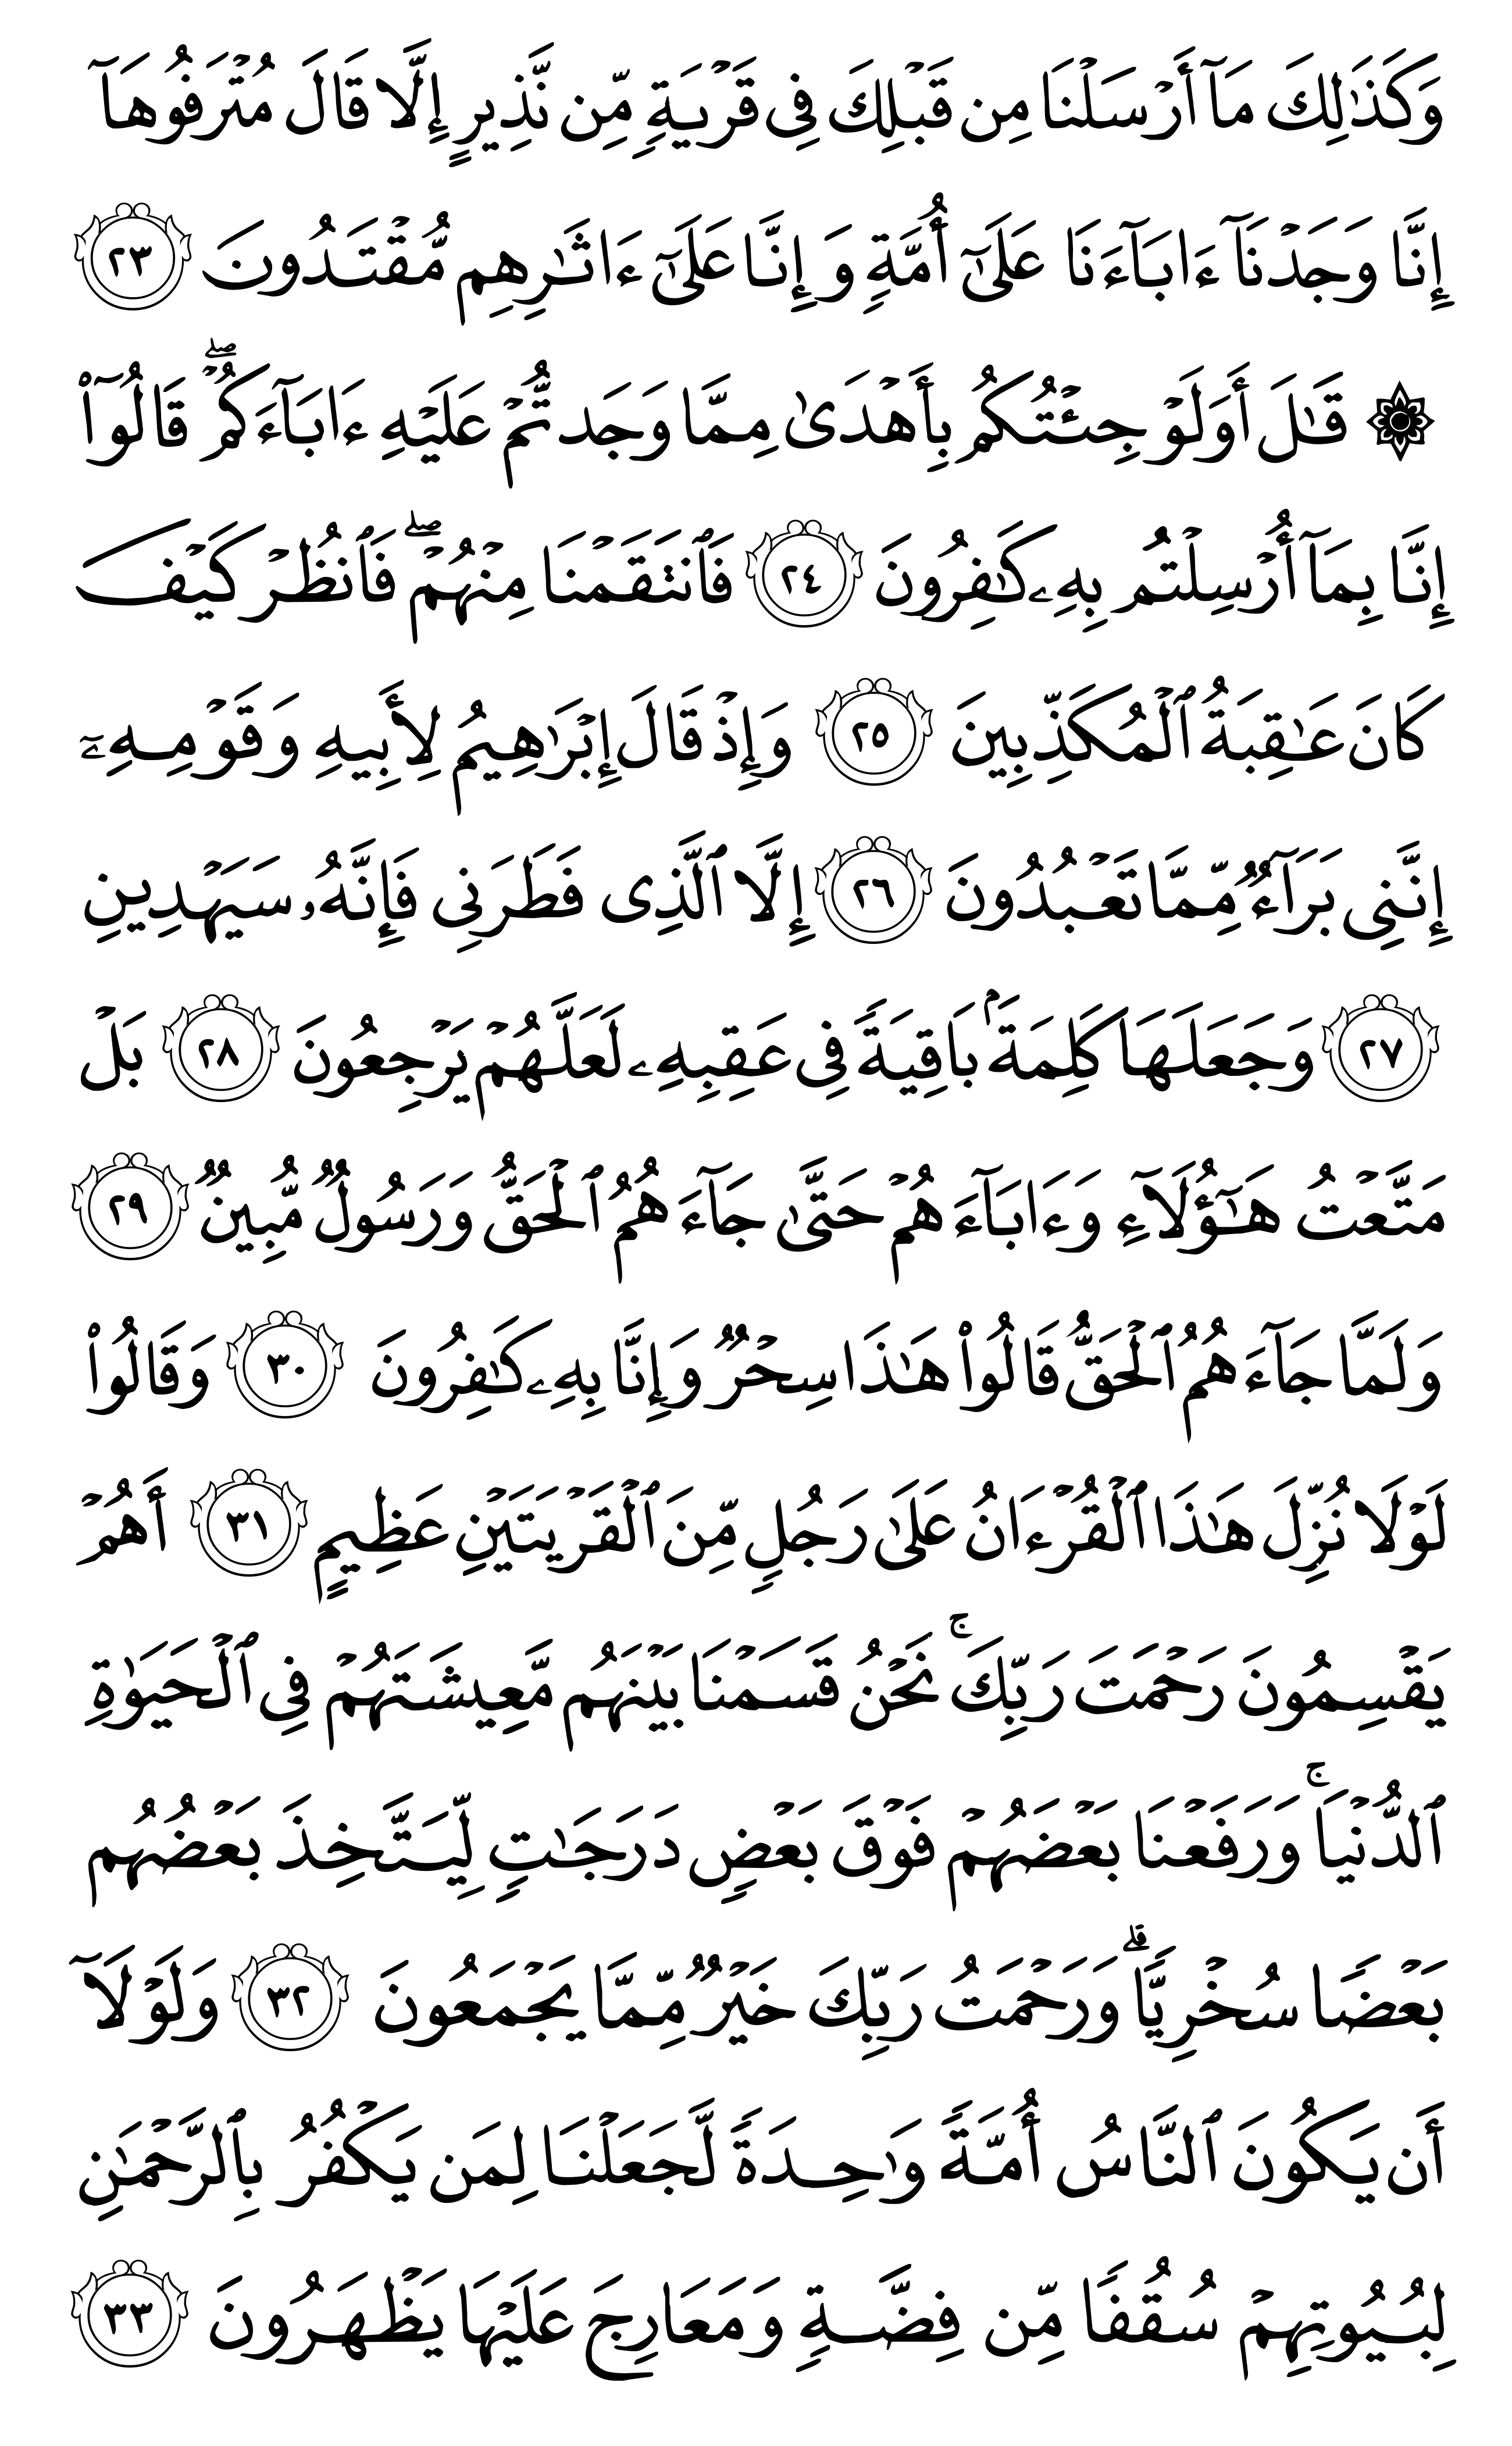 وَكَذَٰلِكَ مَآ أَرْسَلْنَا مِن قَبْلِكَ فِى قَرْيَةٍ مِّن نَّذِيرٍ إِلَّا قَالَ مُتْرَفُوهَآ
إِنَّا وَجَدْنَآ ءَابَآءَنَا عَلَىٰٓ أُمَّةٍ وَإِنَّا عَلَىٰٓ ءَاثَٰرِهِم مُّقْتَدُونَ ٢٣
۞ قَٰلَ أَوَلَوْ جِئْتُكُم بِأَهْدَىٰ مِمَّا وَجَدتُّمْ عَلَيْهِ ءَابَآءَكُمْ ۖ قَالُوٓا۟
إِنَّا بِمَآ أُرْسِلْتُم بِهِۦ كَٰفِرُونَ ٢٤ فَٱنتَقَمْنَا مِنْهُمْ ۖ فَٱنظُرْ كَيْفَ
كَانَ عَٰقِبَةُ ٱلْمُكَذِّبِينَ ٢٥ وَإِذْ قَالَ إِبْرَٰهِيمُ لِأَبِيهِ وَقَوْمِهِۦٓ
إِنَّنِى بَرَآءٌ مِّمَّا تَعْبُدُونَ ٢٦ إِلَّا ٱلَّذِى فَطَرَنِى فَإِنَّهُۥ سَيَهْدِينِ
٢٧ وَجَعَلَهَا كَلِمَةًۢ بَاقِيَةً فِى عَقِبِهِۦ لَعَلَّهُمْ يَرْجِعُونَ ٢٨ بَلْ
مَتَّعْتُ هَٰٓؤُلَآءِ وَءَابَآءَهُمْ حَتَّىٰ جَآءَهُمُ ٱلْحَقُّ وَرَسُولٌ مُّبِينٌ ٢٩
وَلَمَّا جَآءَهُمُ ٱلْحَقُّ قَالُوا۟ هَٰذَا سِحْرٌ وَإِنَّا بِهِۦ كَٰفِرُونَ ٣٠ وَقَالُوا۟
لَوْلَا نُزِّلَ هَٰذَا ٱلْقُرْءَانُ عَلَىٰ رَجُلٍ مِّنَ ٱلْقَرْيَتَيْنِ عَظِيمٍ ٣١ أَهُمْ
يَقْسِمُونَ رَحْمَتَ رَبِّكَ ۚ نَحْنُ قَسَمْنَا بَيْنَهُم مَّعِيشَتَهُمْ فِى ٱلْحَيَوٰةِ
ٱلدُّنْيَا ۚ وَرَفَعْنَا بَعْضَهُمْ فَوْقَ بَعْضٍ دَرَجَٰتٍ لِّيَتَّخِذَ بَعْضُهُم
بَعْضًا سُخْرِيًّا ۗ وَرَحْمَتُ رَبِّكَ خَيْرٌ مِّمَّا يَجْمَعُونَ ٣٢ وَلَوْلَآ
أَن يَكُونَ ٱلنَّاسُ أُمَّةً وَٰحِدَةً لَّجَعَلْنَا لِمَن يَكْفُرُ بِٱلرَّحْمَٰنِ
لِبُيُوتِهِمْ سُقُفًا مِّن فِضَّةٍ وَمَعَارِجَ عَلَيْهَا يَظْهَرُونَ ٣٣